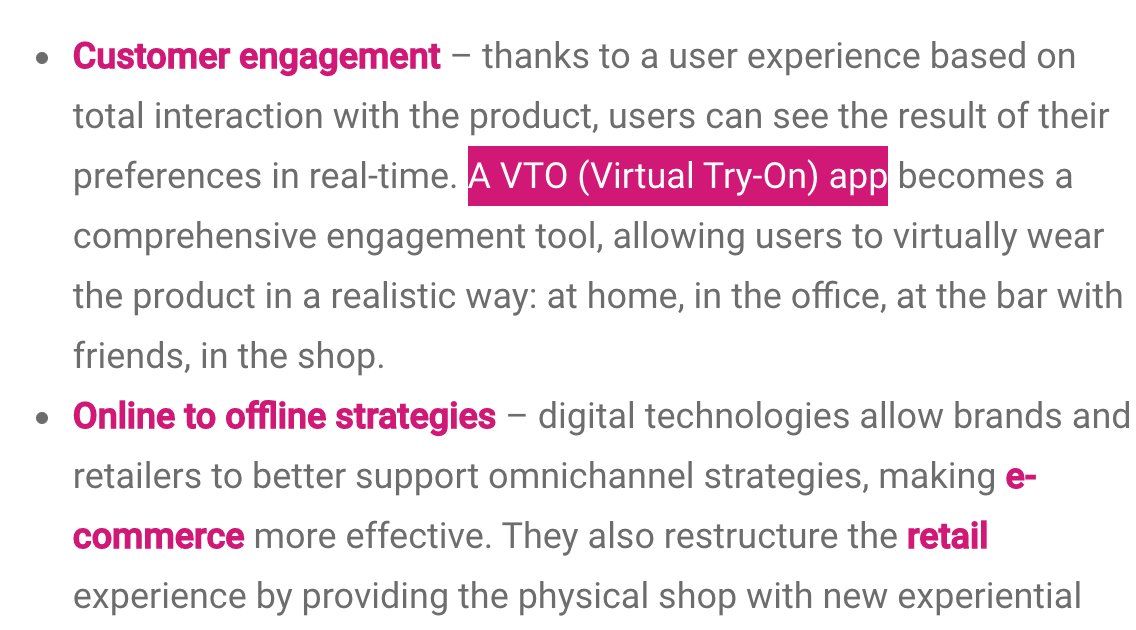 • Customer engagement – thanks to a user experience based on
total interaction with the product, users can see the result of their
preferences in real-time. A VTO (Virtual Try-On) app becomes a
comprehensive engagement tool, allowing users to virtually wear
the product in a realistic way: at home, in the office, at the bar with
friends, in the shop.
• Online to offline strategies – digital technologies allow brands and
retailers to better support omnichannel strategies, making e-
commerce more effective. They also restructure the retail
experience by providing the physical shop with new experiential